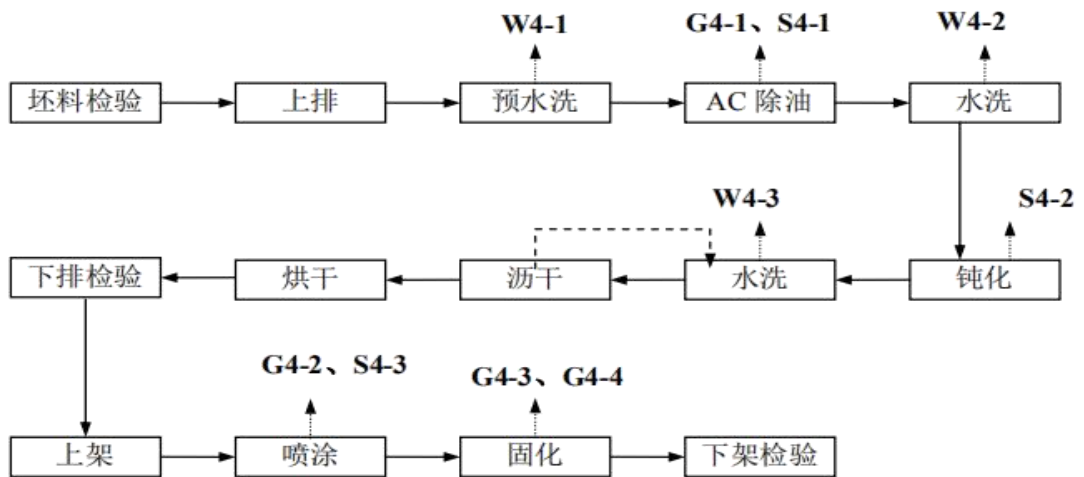 W4-1 G4-1、S4-1 W4-2
坯料检验 上排 预水洗 AC 除油 水洗
W4-3 S4-2
下排检验 烘干 沥干 水洗 钝化
G4-2、S4-3 G4-3、G4-4
上架 喷涂 固化 下架检验